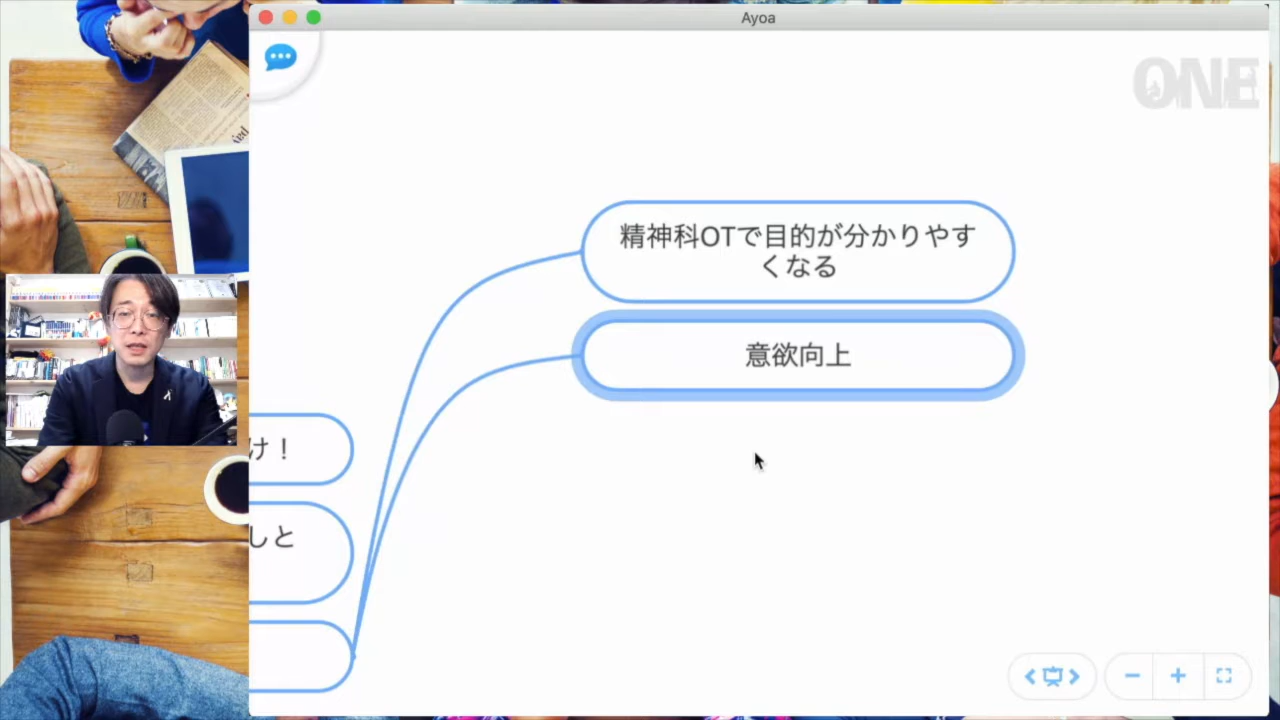 Ayoa
ONE
精神科OTで目的が分かりやす
くなる
意欲向上
け！
しと